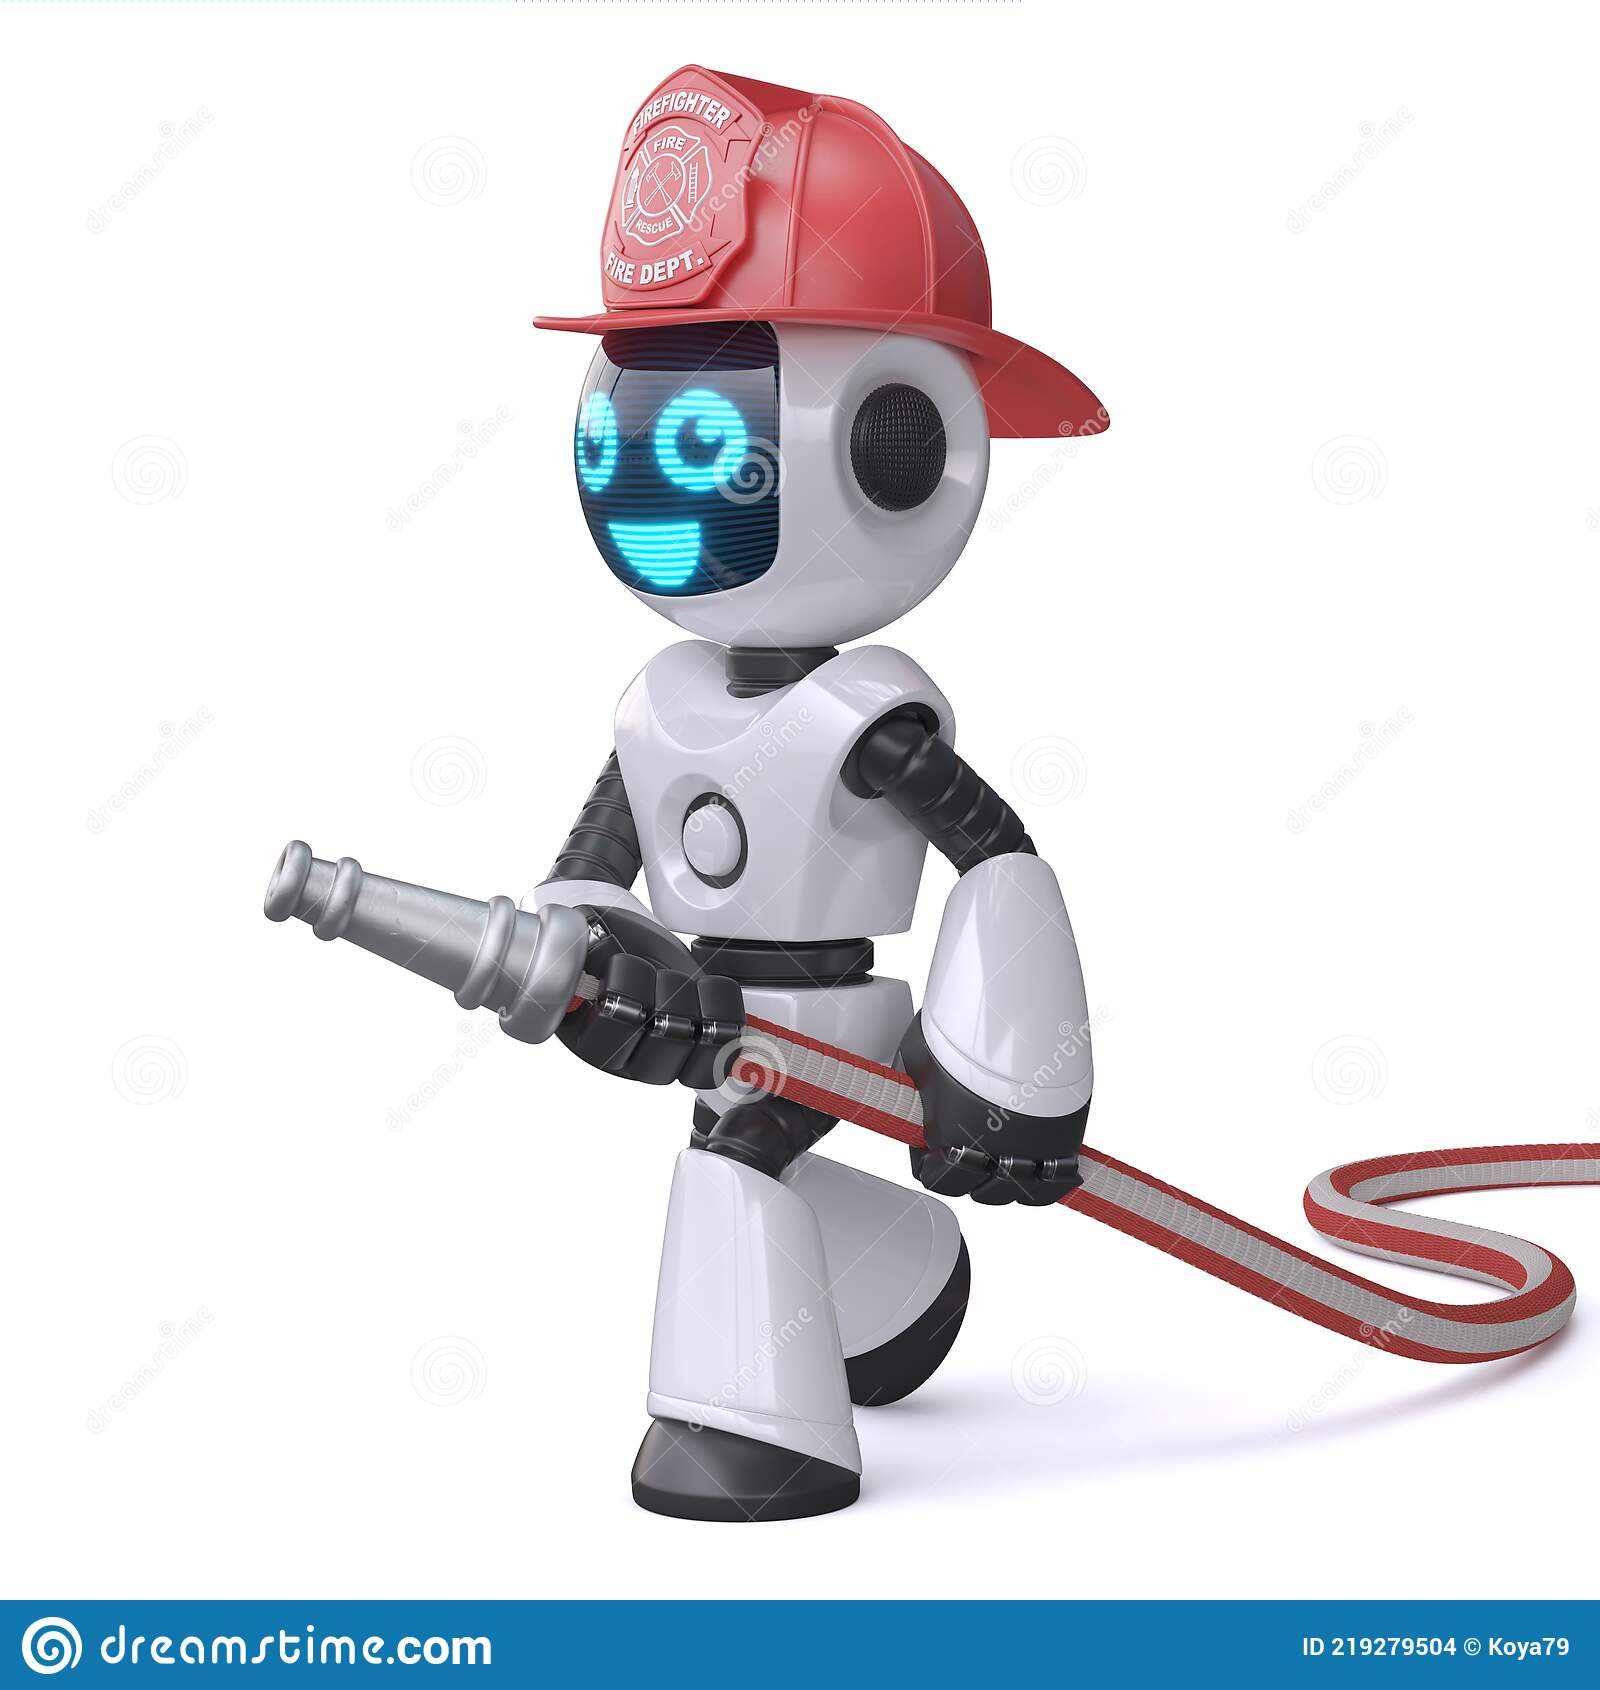 FIREFIGHTER
FIRE
RESCUE
FIRE DEPT.
dreamstime.com
ID 219279504 © Koya79